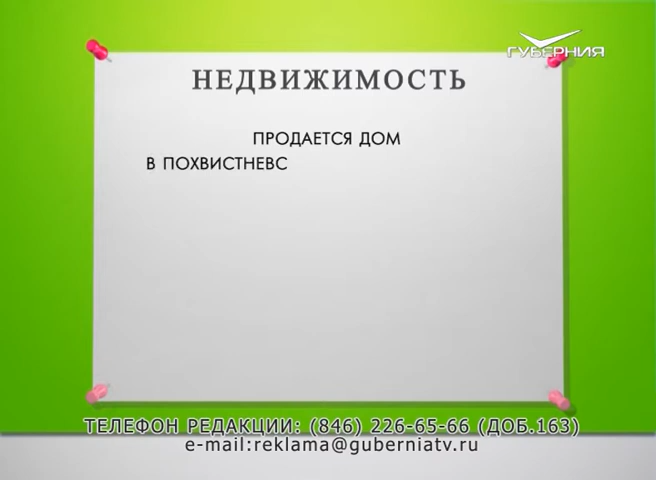 ГУБЕРНИЯ
НЕДВИЖИМОСТЬ
ПРОДАЕТСЯ ДОМ
В ПОХВИСТНЕВС
ТЕЛЕФОН РЕДАКЦИИ: (846) 226-65-66 (ДОБ.163)
e-mail:reklama@guberniatv.ru